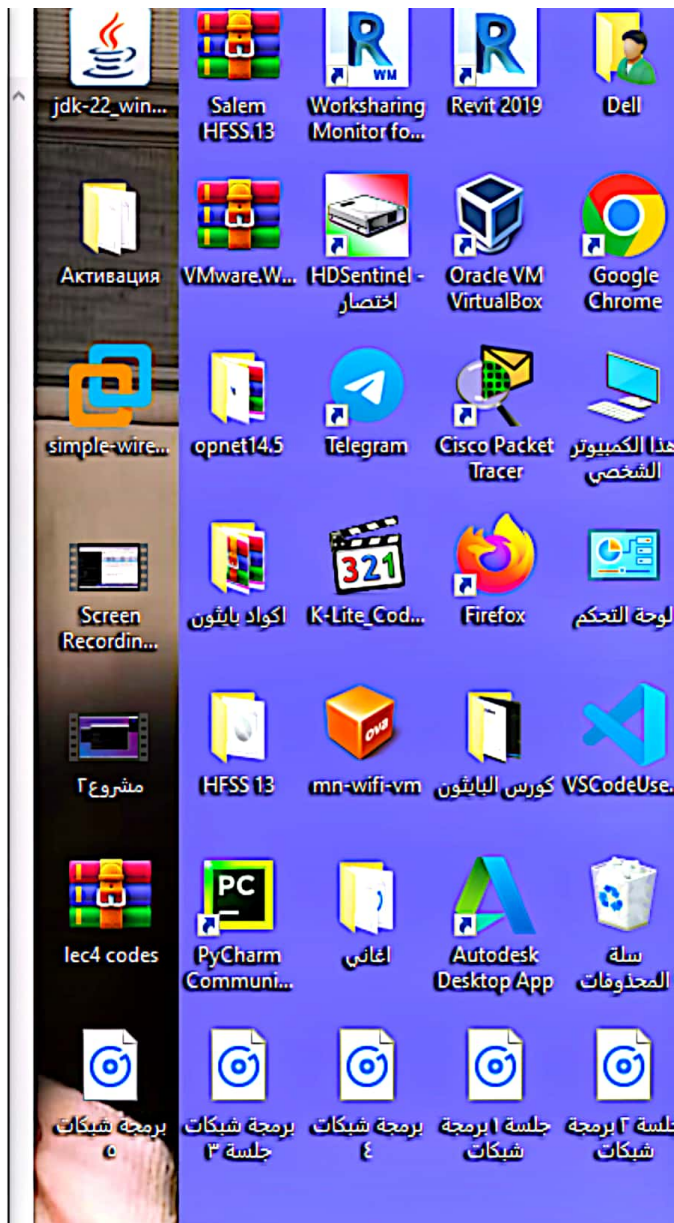 jdk-22_win...
Salem
HFSS.13
Worksharing
Monitor fo...
Revit 2019
Dell
WM
Активация
VMware.W...
HDSentinel -
اختصار
Oracle VM
VirtualBox
Google
Chrome
simple-wire...
opnet14.5
Telegram
Cisco Packet
Tracer
هذا الكمبيوتر
الشخصي
321
Screen
Recordin...
اكواد بايثون
K-Lite_Cod...
Firefox
لوحة التحكم
ova
مشروع٢
HFSS 13
mn-wifi-vm
كورس البايثون
VSCodeUse.
PC
lec4 codes
PyCharm
Communi...
اغاني
Autodesk
Desktop App
سلة
المحذوفات
برمجة شبكات
٥
برمجة شبكات
جلسة ٣
برمجة شبكات
٤
جلسة ١ برمجة
شبكات
جلسة ٢ برمجة
شبكات